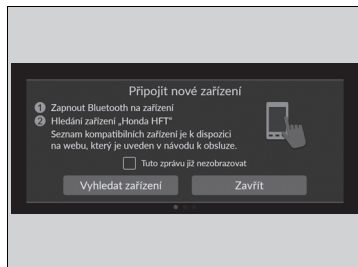 Připojit nové zařízení
1 Zapnout Bluetooth na zařízení
2 Hledání zařízení „Honda HFT“
Seznam kompatibilních zařízení je k dispozici
na webu, který je uveden v návodu k obsluze.
Tuto zprávu již nezobrazovat
Vyhledat zařízení Zavřít